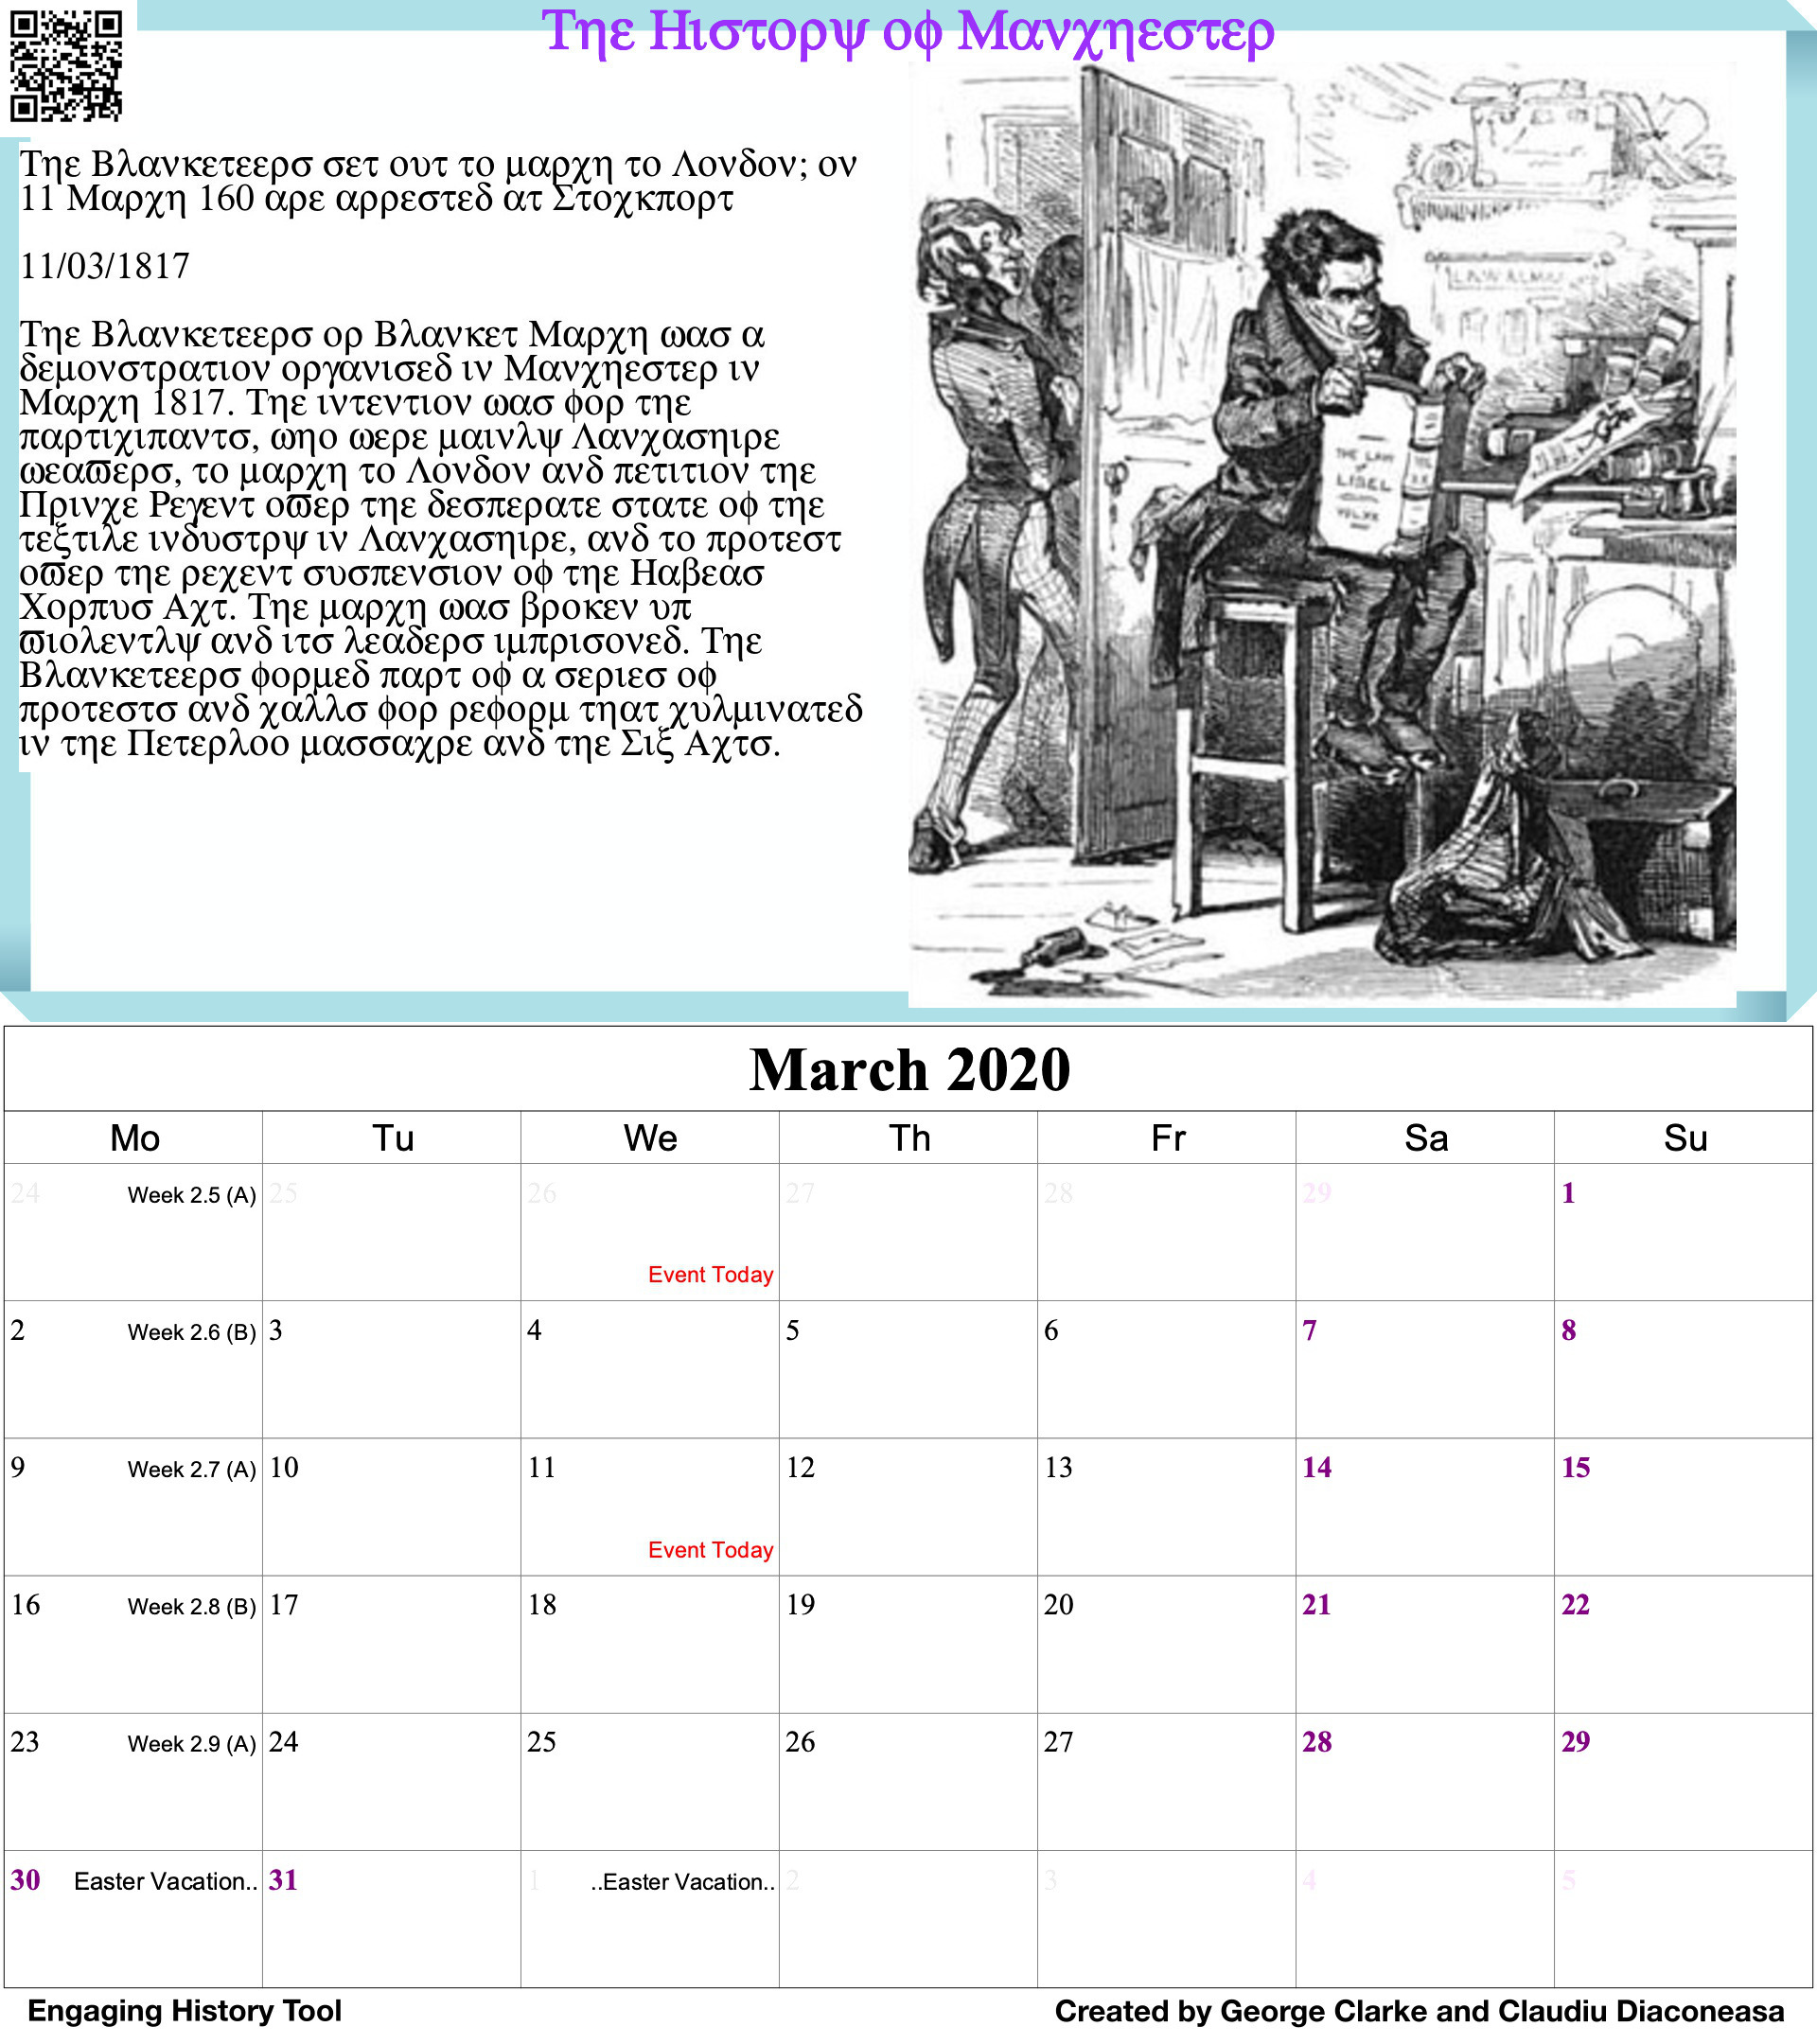 Τηε Ηιστορψ οφ Μανχηεστερ
Τηε Βλανκετεερσ σετ ουτ το μαρχη το Λονδον; ον
11 Μαρχη 160 αρε αρρεστεδ ατ Στοχκπορτ
11/03/1817
Τηε Βλανκετεερσ ορ Βλανκετ Μαρχη ωασ α
δεμονστρατιον οργανισεδ ιν Μανχηεστερ ιν
Μαρχη 1817. Τηε ιντεντιον ωασ φορ τηε
παρτιχιπαντσ, ωηο ωερε μαινλψ Λανχασηιρε
ωεαϖερσ, το μαρχη το Λονδον ανδ πετιτιον τηε
Πρινχε Ρεγεντ οϖερ τηε δεσπερατε στατε οφ τηε
τεξτιλε ινδυστρψ ιν Λανχασηιρε, ανδ το προτεστ
οϖερ τηε ρεχεντ συσπενσιον οφ τηε Ηαβεασ
Χορπυσ Αχτ. Τηε μαρχη ωασ βροκεν υπ
ϖιολεντλψ ανδ ιτσ λεαδερσ ιμπρισονεδ. Τηε
Βλανκετεερσ φορμεδ παρτ οφ α σεριεσ οφ
προτεστσ ανδ χαλλσ φορ ρεφορμ τηατ χυλμινατεδ
ιν τηε Πετερλοο μασσαχρε ανδ τηε Σιξ Αχτσ.
THE LAW
OF
LIBEL
March 2020
Mo Tu We Th Fr Sa Su
24 Week 2.5 (A) 25 26 27 28 29 1
Event Today
2 Week 2.6 (B) 3 4 5 6 7 8
9 Week 2.7 (A) 10 11 12 13 14 15
Event Today
16 Week 2.8 (B) 17 18 19 20 21 22
23 Week 2.9 (A) 24 25 26 27 28 29
30 Easter Vacation.. 31 1 ..Easter Vacation.. 2 3 4 5
Engaging History Tool Created by George Clarke and Claudiu Diaconeasa